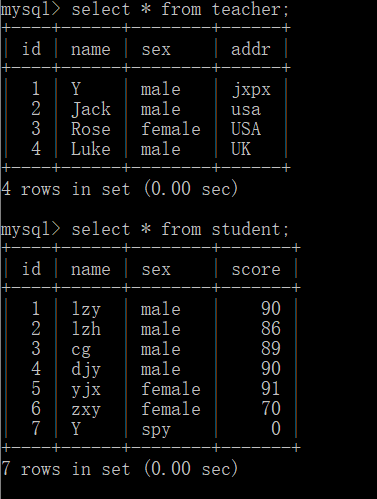 mysql> select * from teacher;
+----+------+--------+------+
| id | name | sex    | addr |
+----+------+--------+------+
|  1 | Y    | male   | jxpx |
|  2 | Jack | male   | usa  |
|  3 | Rose | female | USA  |
|  4 | Luke | male   | UK   |
+----+------+--------+------+
4 rows in set (0.00 sec)
mysql> select * from student;
+----+------+--------+-------+
| id | name | sex    | score |
+----+------+--------+-------+
|  1 | lzy  | male   |    90 |
|  2 | lzh  | male   |    86 |
|  3 | cg   | male   |    89 |
|  4 | djy  | male   |    90 |
|  5 | yjx  | female |    91 |
|  6 | zxy  | female |    70 |
|  7 | Y    | spy    |     0 |
+----+------+--------+-------+
7 rows in set (0.00 sec)